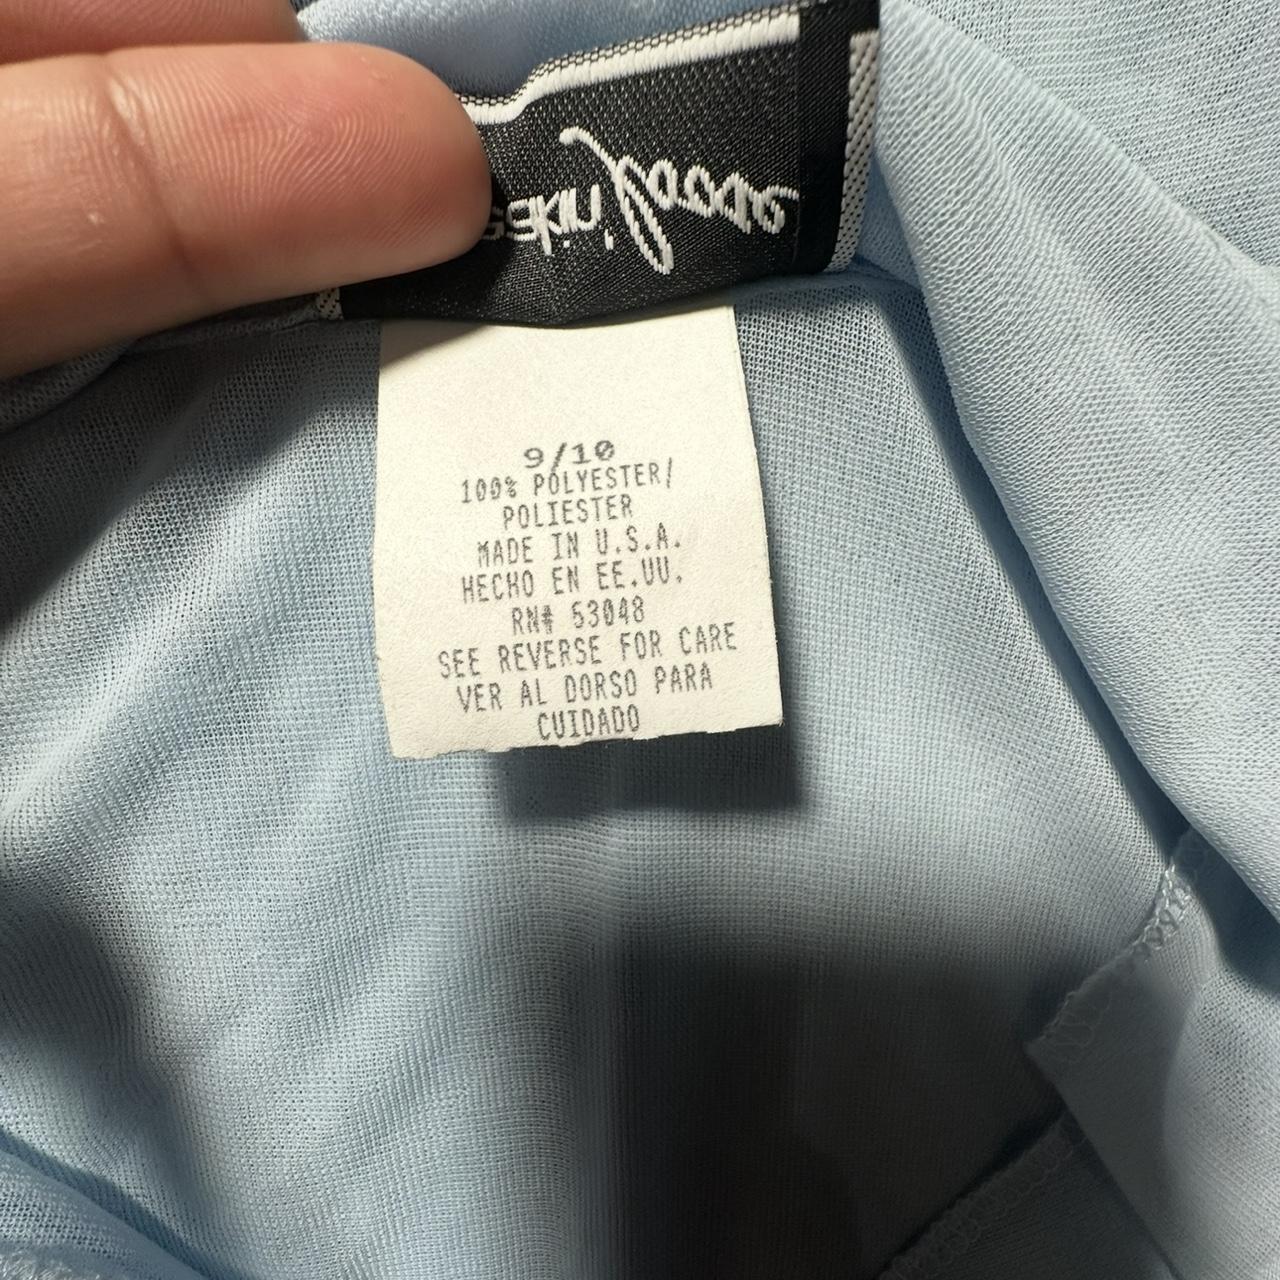 9/10
100% POLYESTER/
POLIESTER
MADE IN U.S.A.
HECHO EN EE.UU.
RN# 53048
SEE REVERSE FOR CARE
VER AL DORSO PARA
CUIDADO